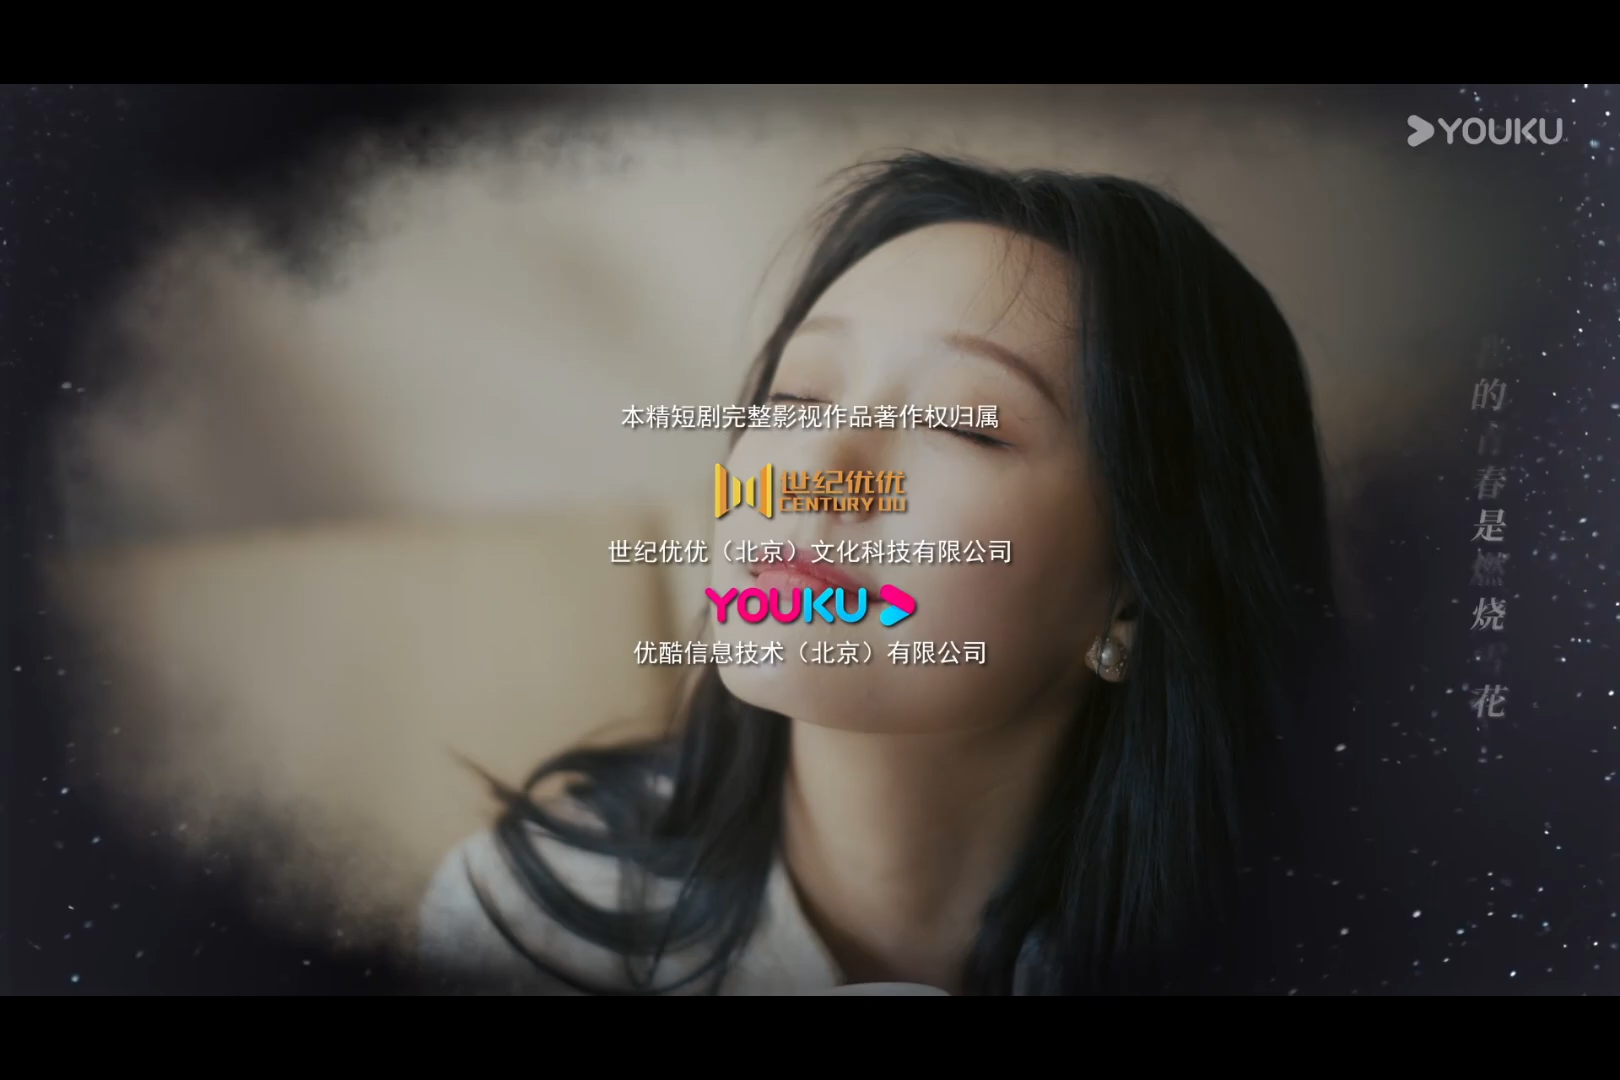 YOUKU
本精短剧完整影视作品著作权归属
世纪优优
CENTURY UU
世纪优优（北京）文化科技有限公司
YOUKU
优酷信息技术（北京）有限公司
的
春是燃烧
花